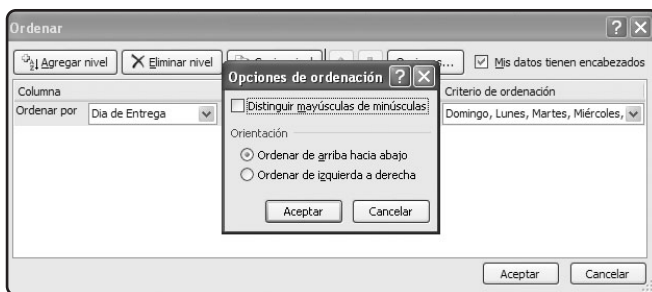 Ordenar
Agregar nivel Eliminar nivel Mis datos tienen encabezados
Columna Criterio de ordenación
Ordenar por Dia de Entrega Domingo, Lunes, Martes, Miércoles,
Opciones de ordenación
Distinguir mayúsculas de minúsculas
Orientación
Ordenar de arriba hacia abajo
Ordenar de izquierda a derecha
Aceptar Cancelar
Aceptar Cancelar